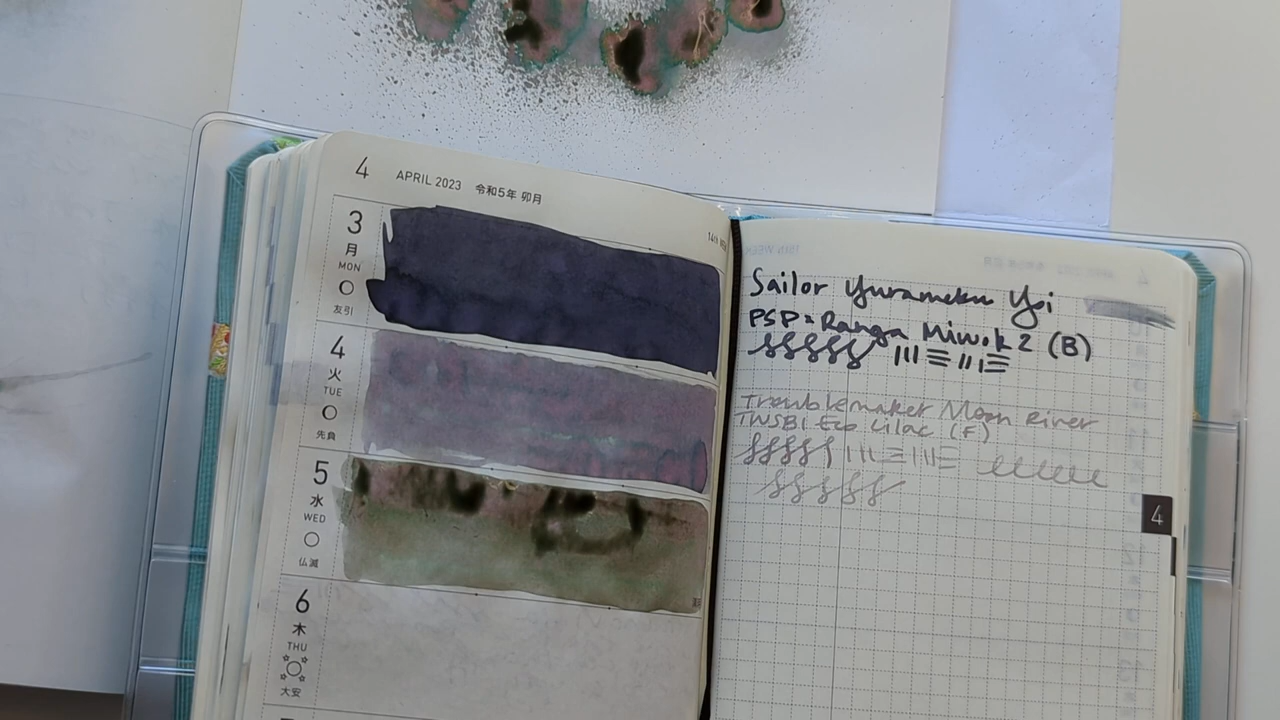 4 APRIL 2023 令和5年 卯月
3
月
MON
友引
4
火
TUE
先負
5
水
WED
仏滅
6
木
THU
大安
14th WEEK
Sailor Yurameku Yoi
PSP x Ranga Miwok 2 (B)
Troublemaker Moon River
TWSBI Eco Lilac (F)
4